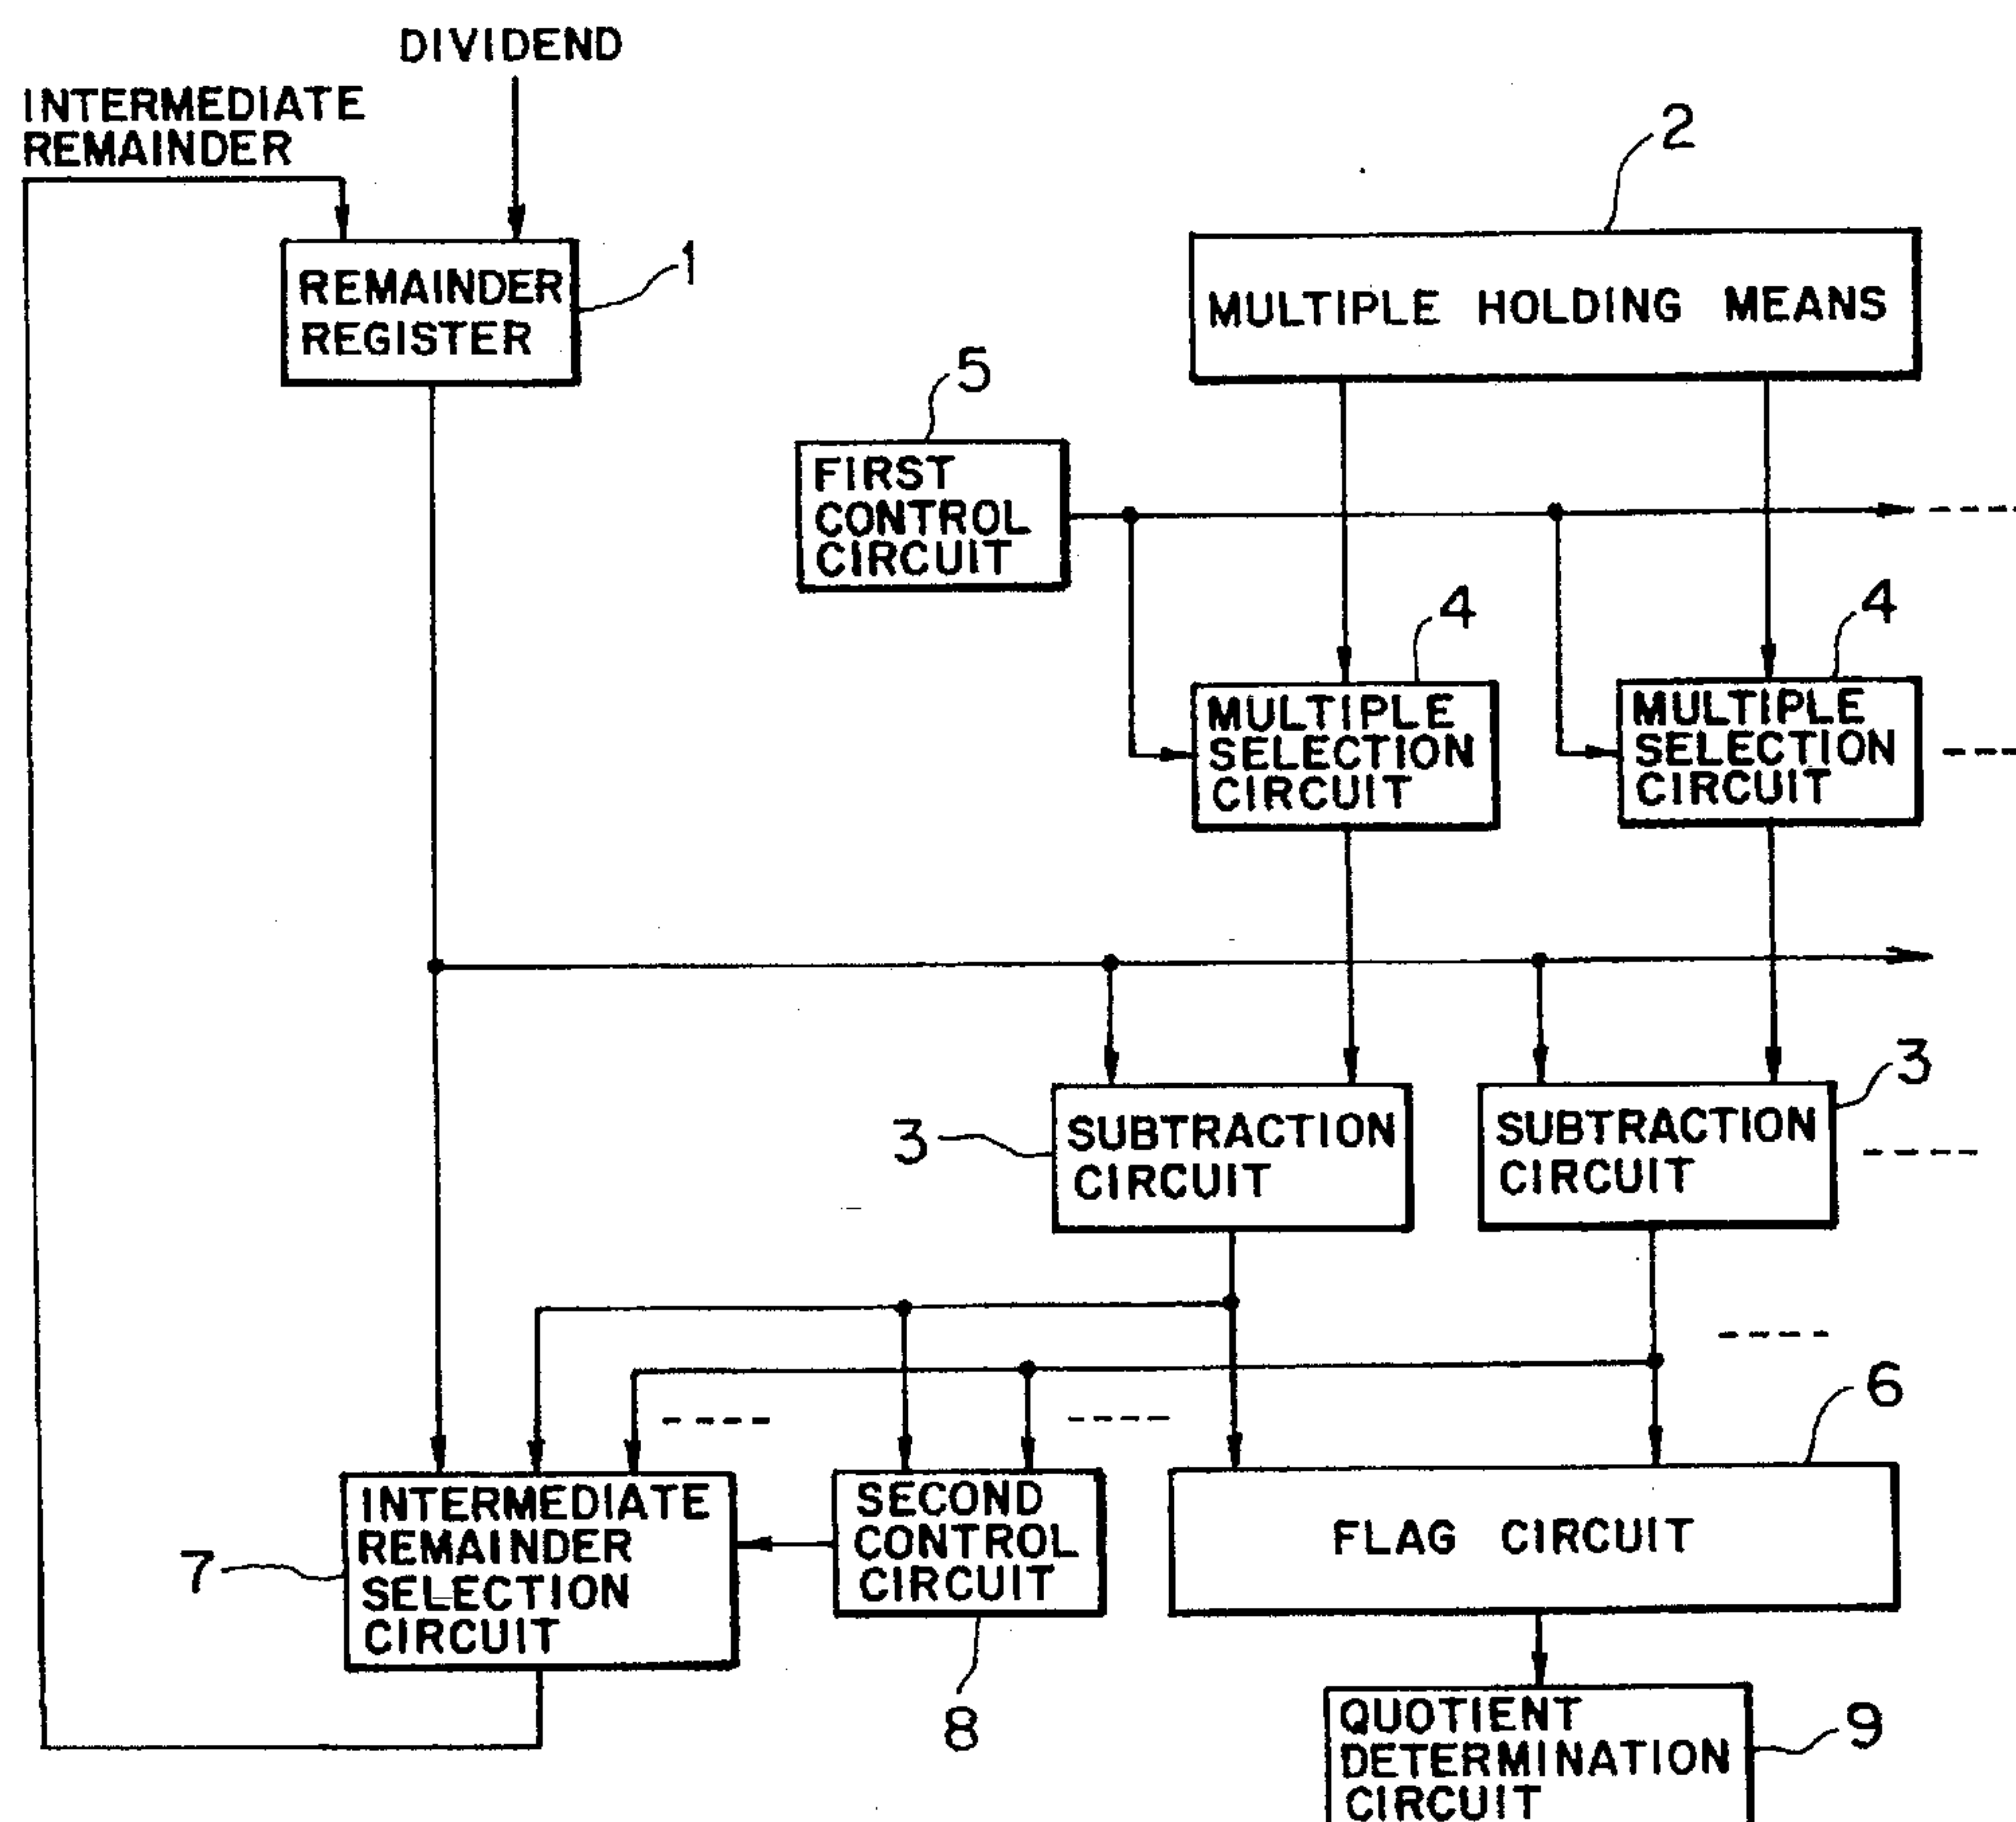 DIVIDEND
INTERMEDIATE
REMAINDER
2
REMAINDER
REGISTER
1
MULTIPLE HOLDING MEANS
5
FIRST
CONTROL
CIRCUIT
4
4
MULTIPLE
SELECTION
CIRCUIT
MULTIPLE
SELECTION
CIRCUIT
3
SUBTRACTION
CIRCUIT
3
SUBTRACTION
CIRCUIT
6
INTERMEDIATE
REMAINDER
SELECTION
CIRCUIT
7
SECOND
CONTROL
CIRCUIT
8
FLAG CIRCUIT
QUOTIENT
DETERMINATION
CIRCUIT
9